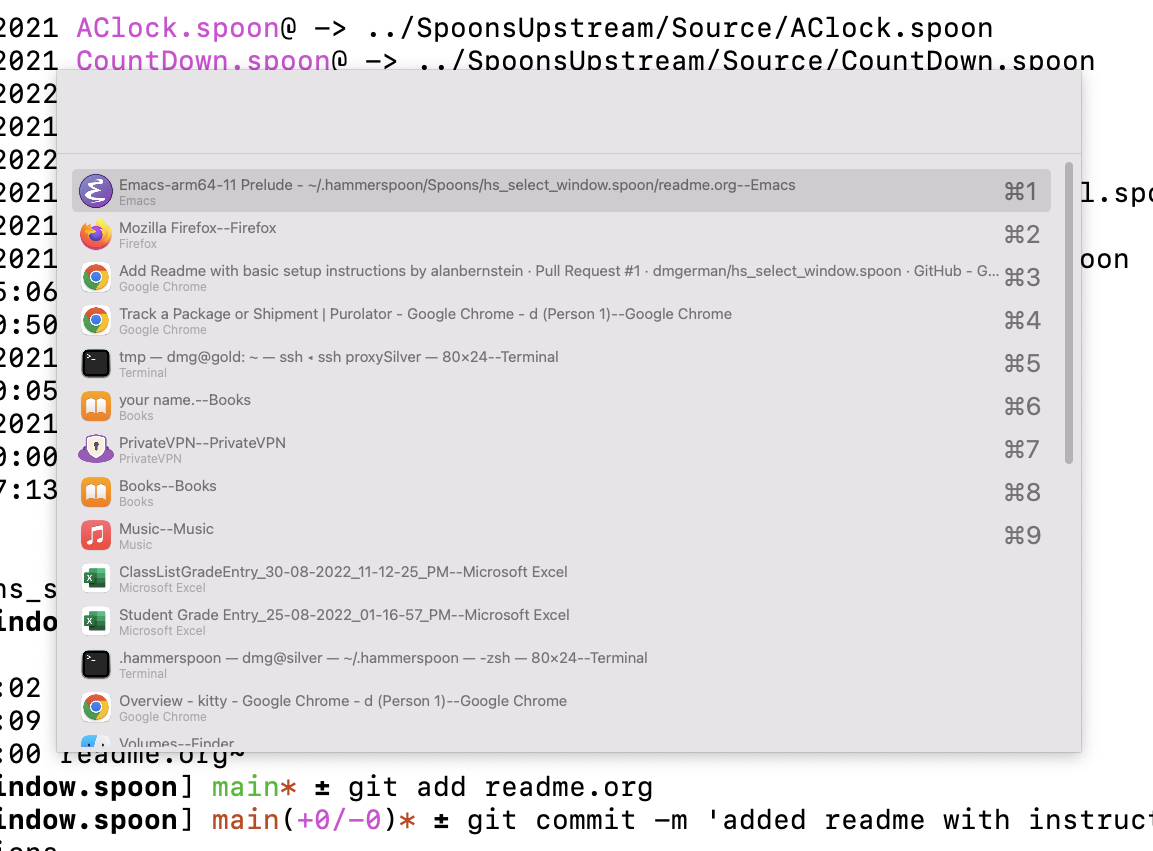 2021 AClock.spoon@ -> ../SpoonsUpstream/Source/AClock.spoon
2021 CountDown.spoon@ -> ../SpoonsUpstream/Source/CountDown.spoon
2022
2021
2022
2021
2021
2021
5:06
0:50
2021
0:05
2021
0:00
7:13
l.spo
oon
Emacs-arm64-11 Prelude - ~/.hammerspoon/Spoons/hs_select_window.spoon/readme.org--Emacs
Emacs
⌘1
Mozilla Firefox--Firefox
Firefox
⌘2
Add Readme with basic setup instructions by alanbernstein · Pull Request #1 · dmgerman/hs_select_window.spoon · GitHub - G...
Google Chrome
⌘3
Track a Package or Shipment | Purolator - Google Chrome - d (Person 1)--Google Chrome
Google Chrome
⌘4
tmp — dmg@gold: ~ — ssh ◂ ssh proxySilver — 80×24--Terminal
Terminal
⌘5
your name.--Books
Books
⌘6
PrivateVPN--PrivateVPN
PrivateVPN
⌘7
Books--Books
Books
⌘8
Music--Music
Music
⌘9
ClassListGradeEntry_30-08-2022_11-12-25_PM--Microsoft Excel
Microsoft Excel
Student Grade Entry_25-08-2022_01-16-57_PM--Microsoft Excel
Microsoft Excel
.hammerspoon — dmg@silver — ~/.hammerspoon — -zsh — 80×24--Terminal
Terminal
Overview - kitty - Google Chrome - d (Person 1)--Google Chrome
Google Chrome
Volumes--Finder
hs_s
indo
:02
:09
:00 readme.org~
indow.spoon] main* ± git add readme.org
indow.spoon] main(+0/-0)* ± git commit -m 'added readme with instruct
ions